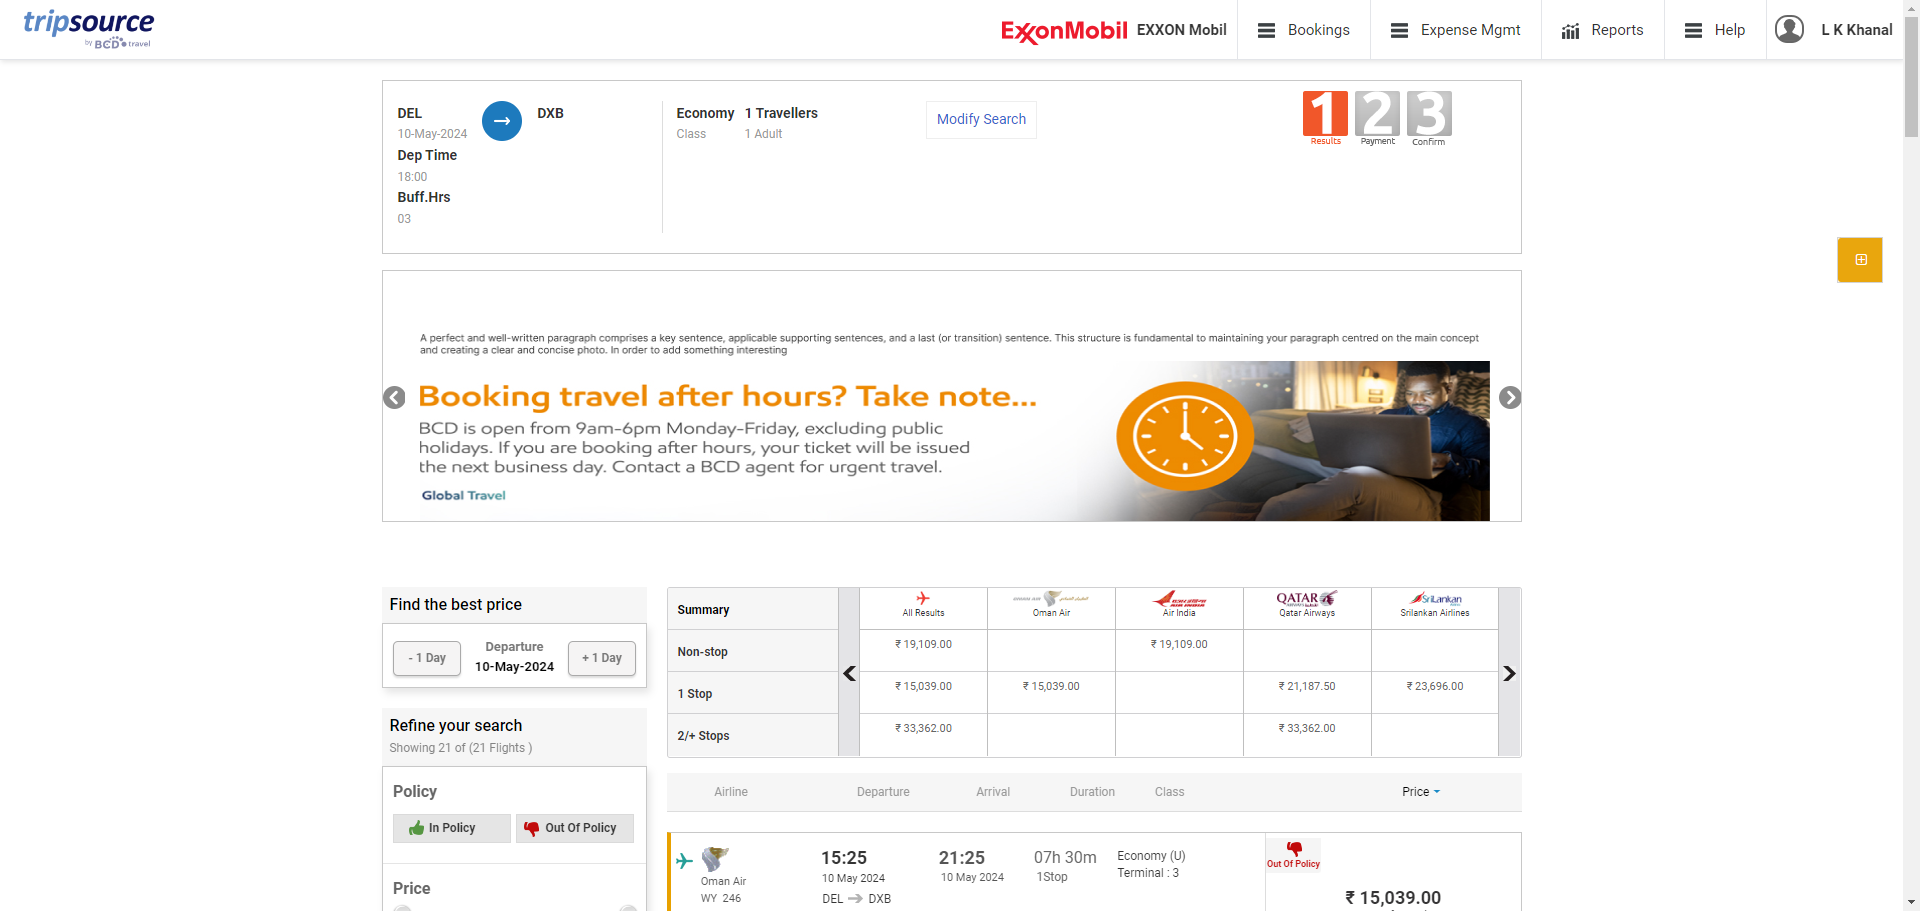 tripsource
by BCD travel
ExxonMobil EXXON Mobil
Bookings
Expense Mgmt
Reports
Help
L K Khanal
DEL
DXB
10-May-2024
Dep Time
18:00
Buff.Hrs
03
Economy 1 Travellers
Class 1 Adult
Modify Search
1 2 3
Results Payment Confirm
A perfect and well-written paragraph comprises a key sentence, applicable supporting sentences, and a last (or transition) sentence. This structure is fundamental to maintaining your paragraph centred on the main concept
and creating a clear and concise photo. In order to add something interesting
Booking travel after hours? Take note...
BCD is open from 9am-6pm Monday-Friday, excluding public
holidays. If you are booking after hours, your ticket will be issued
the next business day. Contact a BCD agent for urgent travel.
Global Travel
Find the best price
- 1 Day
Departure
10-May-2024
+ 1 Day
Refine your search
Showing 21 of (21 Flights )
Policy
In Policy
Out Of Policy
Price
Summary
All Results
Oman Air
AIR INDIA
Air India
QATAR
AIRWAYS
Qatar Airways
SriLankan
Srilankan Airlines
Non-stop ₹ 19,109.00 ₹ 19,109.00
1 Stop ₹ 15,039.00 ₹ 15,039.00 ₹ 21,187.50 ₹ 23,696.00
2/+ Stops ₹ 33,362.00 ₹ 33,362.00
Airline Departure Arrival Duration Class Price
Oman Air
WY 246
15:25
10 May 2024
DEL DXB
21:25
10 May 2024
07h 30m
1Stop
Economy (U)
Terminal : 3
Out Of Policy
₹ 15,039.00